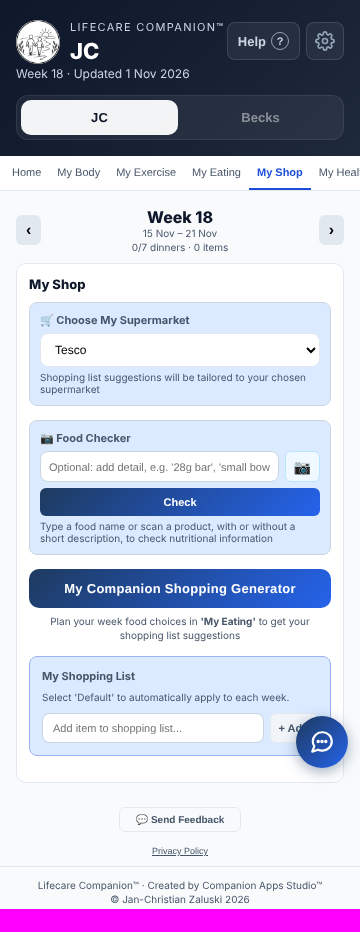 LIFECARE COMPANION™
JC
Help ?
Week 18 · Updated 1 Nov 2026
JC
Becks
Home My Body My Exercise My Eating My Shop My Heal
‹
Week 18
15 Nov – 21 Nov
0/7 dinners · 0 items
›
My Shop
🛒 Choose My Supermarket
Tesco
Shopping list suggestions will be tailored to your chosen
supermarket
📷 Food Checker
Optional: add detail, e.g. '28g bar', 'small bow
Check
Type a food name or scan a product, with or without a
short description, to check nutritional information
My Companion Shopping Generator
Plan your week food choices in 'My Eating' to get your
shopping list suggestions
My Shopping List
Select 'Default' to automatically apply to each week.
Add item to shopping list...
💬 Send Feedback
Privacy Policy
Lifecare Companion™ · Created by Companion Apps Studio™
© Jan-Christian Zaluski 2026